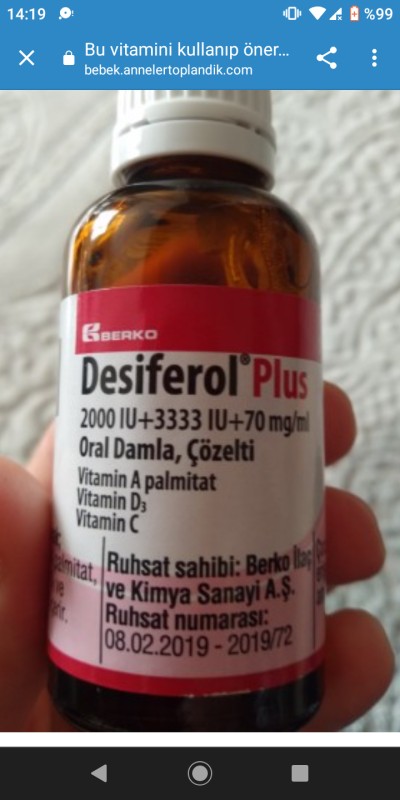 14:19
%99
Bu vitamini kullanıp öner...
bebek.annelertoplandik.com
BERKO
Desiferol® Plus
2000 IU+3333 IU+70 mg/ml
Oral Damla, Çözelti
Vitamin A palmitat
Vitamin D₃
Vitamin C
Ruhsat sahibi: Berko İlaç
ve Kimya Sanayi A.Ş.
Ruhsat numarası:
08.02.2019 - 2019/72